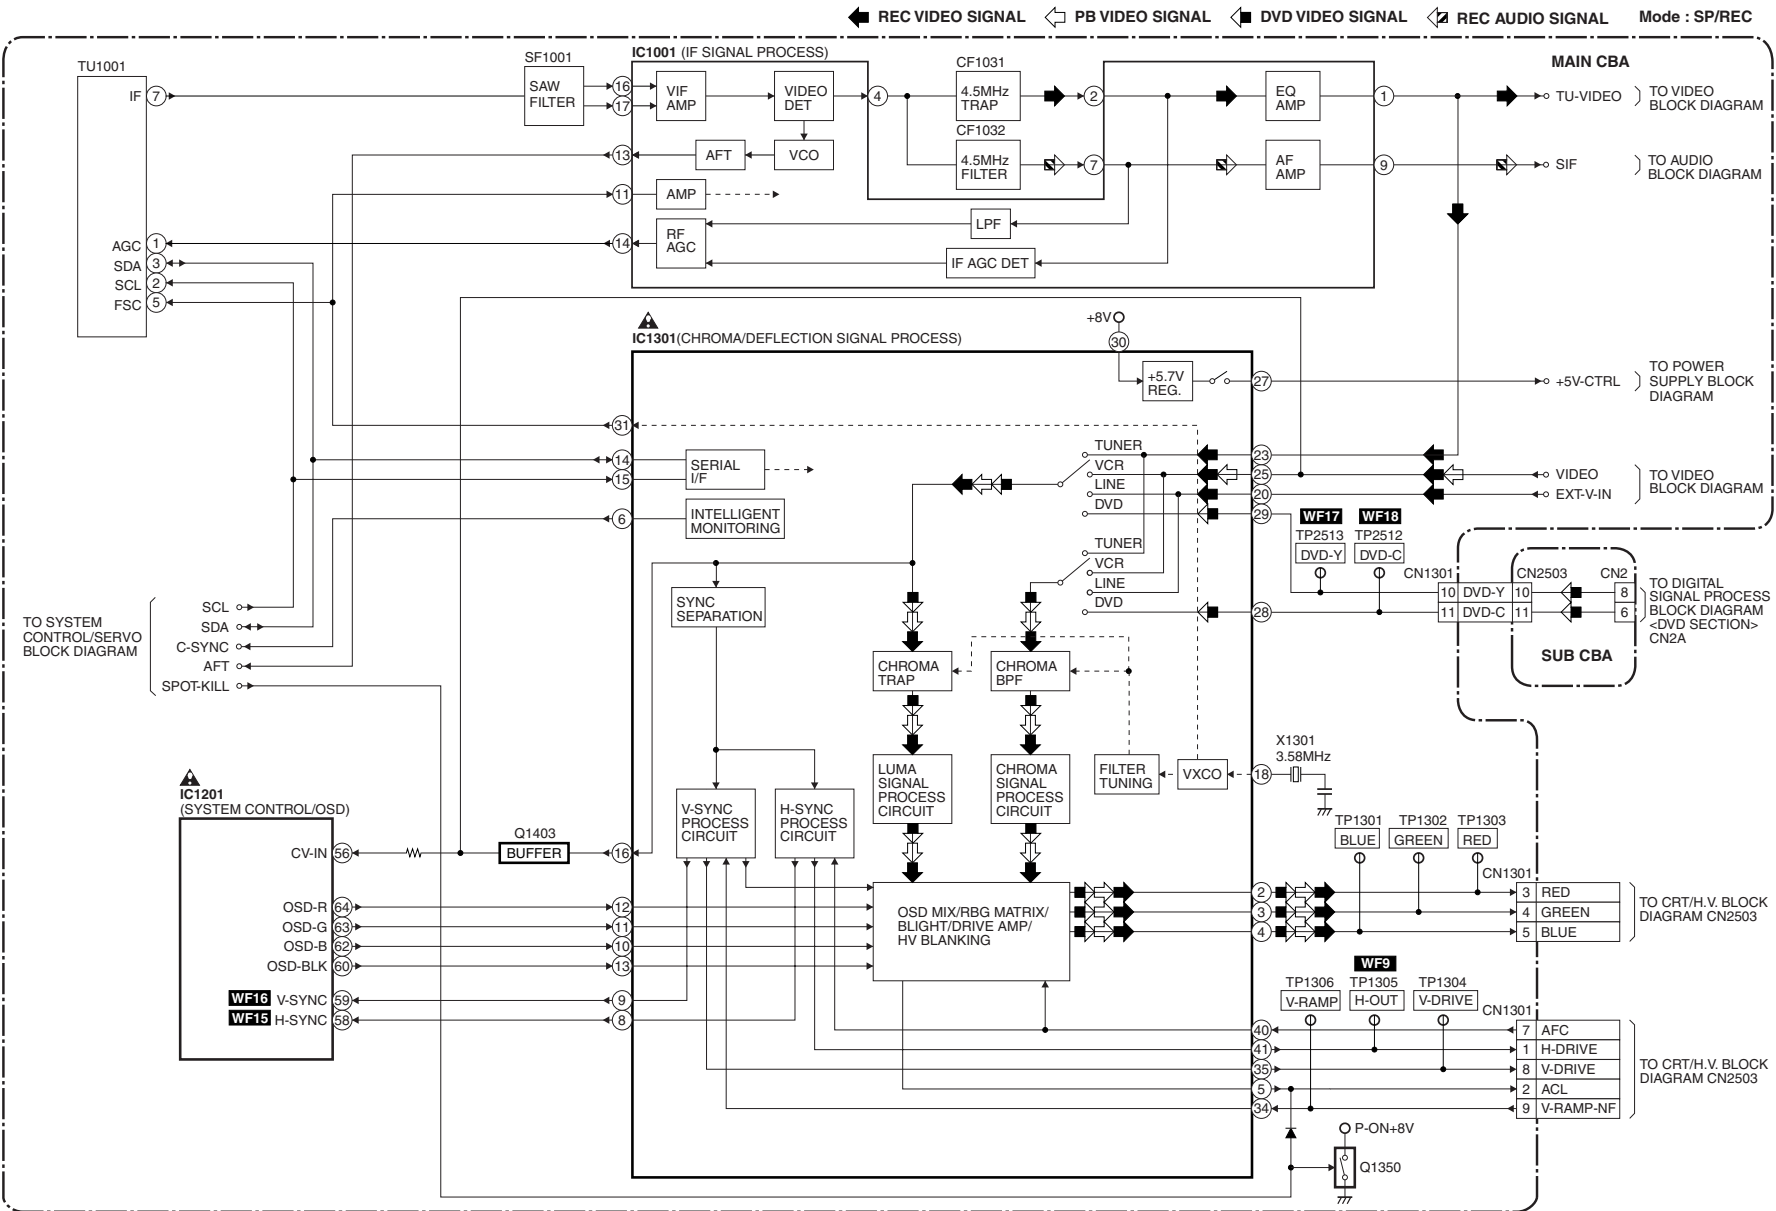 REC VIDEO SIGNAL PB VIDEO SIGNAL DVD VIDEO SIGNAL REC AUDIO SIGNAL Mode : SP/REC
MAIN CBA
TU1001
IF 7
AGC 1
SDA 3
SCL 2
FSC 5
SF1001
SAW
FILTER
IC1001 (IF SIGNAL PROCESS)
16
17
VIF
AMP
VIDEO
DET
4
CF1031
4.5MHz
TRAP
2
EQ
AMP
1
TU-VIDEO
TO VIDEO
BLOCK DIAGRAM
13
AFT
VCO
CF1032
4.5MHz
FILTER
7
AF
AMP
9
SIF
TO AUDIO
BLOCK DIAGRAM
11
AMP
14
RF
AGC
LPF
IF AGC DET
IC1301(CHROMA/DEFLECTION SIGNAL PROCESS)
+8V
30
+5.7V
REG.
27
+5V-CTRL
TO POWER
SUPPLY BLOCK
DIAGRAM
31
14
15
SERIAL
I/F
6
INTELLIGENT
MONITORING
TUNER
VCR
LINE
DVD
23
25
20
29
VIDEO
EXT-V-IN
TO VIDEO
BLOCK DIAGRAM
TUNER
VCR
LINE
DVD
28
WF17
TP2513
DVD-Y
WF18
TP2512
DVD-C
CN1301
10 DVD-Y 10
11 DVD-C 11
CN2503
CN2
8
6
SUB CBA
TO DIGITAL
SIGNAL PROCESS
BLOCK DIAGRAM
<DVD SECTION>
CN2A
TO SYSTEM
CONTROL/SERVO
BLOCK DIAGRAM
SCL
SDA
C-SYNC
AFT
SPOT-KILL
SYNC
SEPARATION
CHROMA
TRAP
CHROMA
BPF
LUMA
SIGNAL
PROCESS
CIRCUIT
CHROMA
SIGNAL
PROCESS
CIRCUIT
FILTER
TUNING
VXCO
18
X1301
3.58MHz
V-SYNC
PROCESS
CIRCUIT
H-SYNC
PROCESS
CIRCUIT
IC1201
(SYSTEM CONTROL/OSD)
CV-IN 56
Q1403
BUFFER
16
OSD-R 64
OSD-G 63
OSD-B 62
OSD-BLK 60
WF16 V-SYNC 59
WF15 H-SYNC 58
12
11
10
13
9
8
OSD MIX/RBG MATRIX/
BLIGHT/DRIVE AMP/
HV BLANKING
2
3
4
TP1301
BLUE
TP1302
GREEN
TP1303
RED
CN1301
3 RED
4 GREEN
5 BLUE
TO CRT/H.V. BLOCK
DIAGRAM CN2503
WF9
TP1306
V-RAMP
TP1305
H-OUT
TP1304
V-DRIVE
CN1301
40
41
35
5
34
7 AFC
1 H-DRIVE
8 V-DRIVE
2 ACL
9 V-RAMP-NF
TO CRT/H.V. BLOCK
DIAGRAM CN2503
P-ON+8V
Q1350